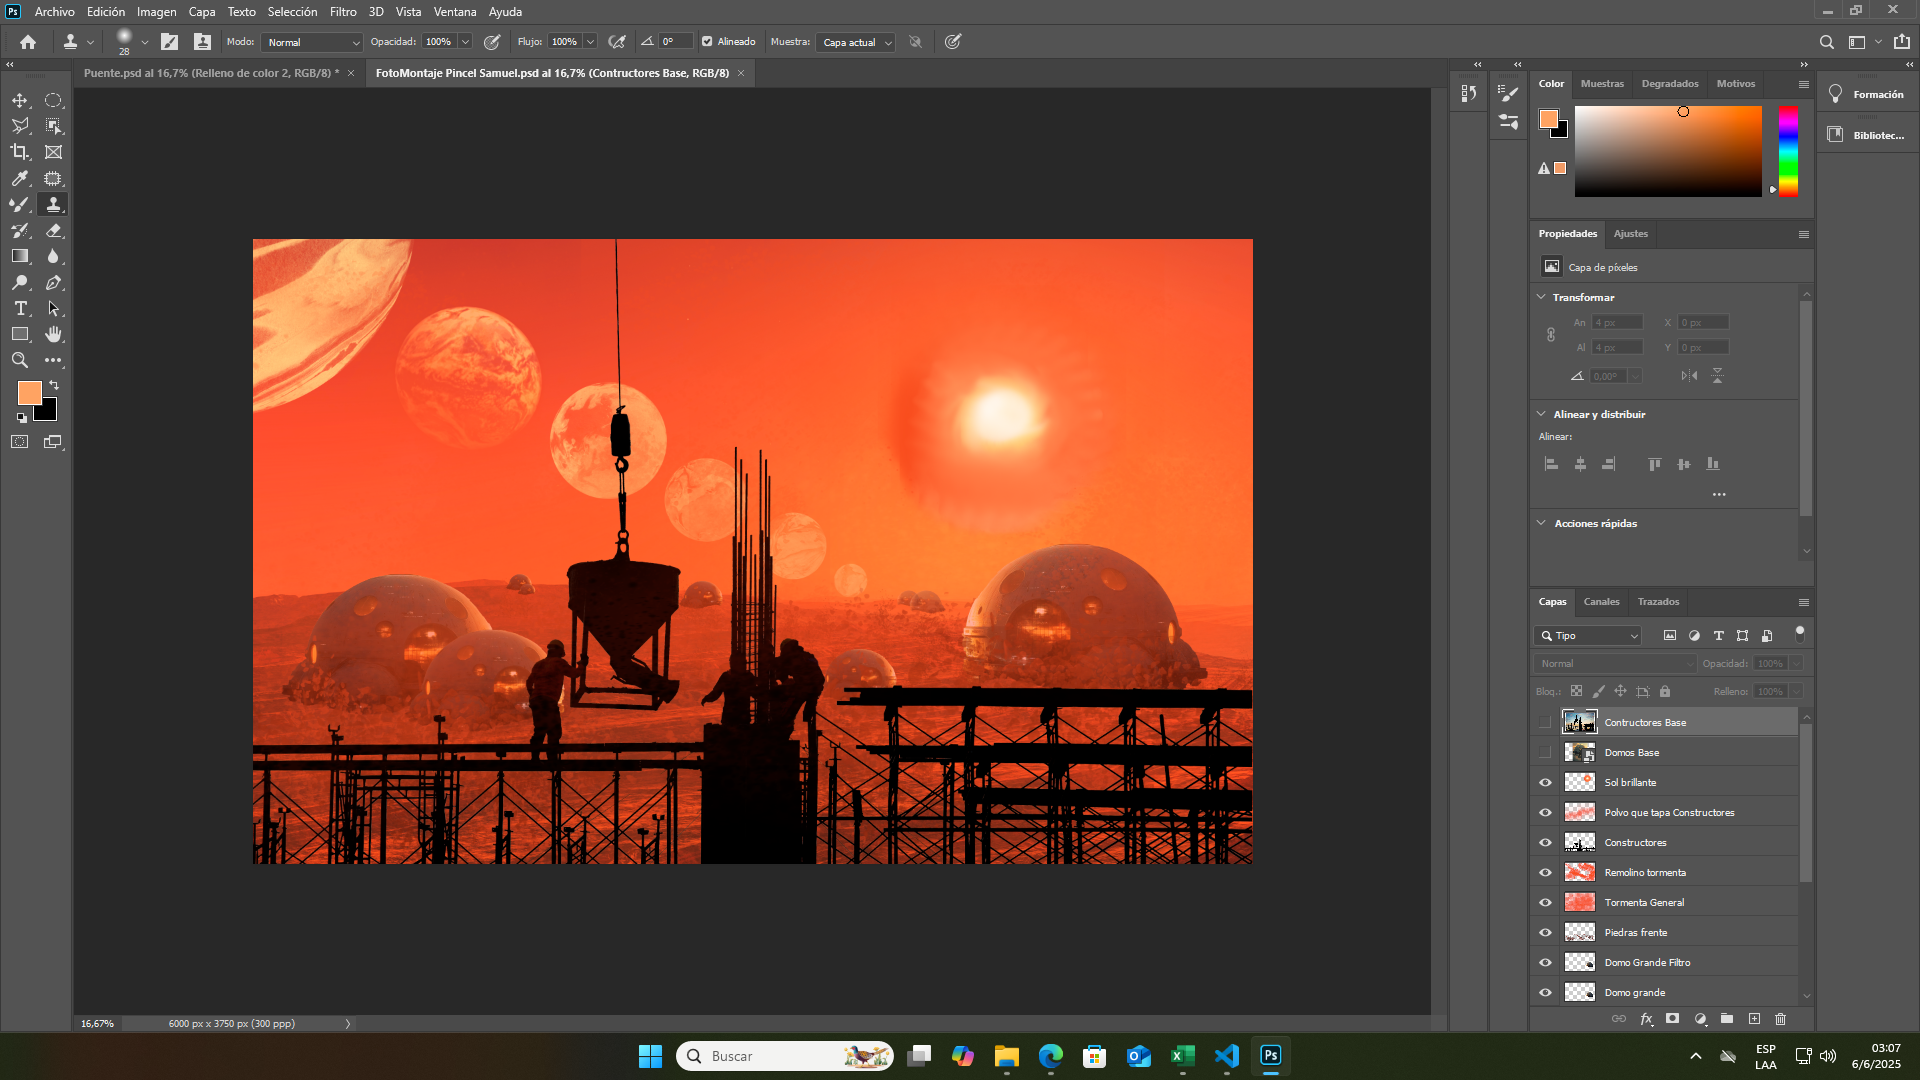 Ps Archivo Edición Imagen Capa Texto Selección Filtro 3D Vista Ventana Ayuda
28 Modo: Normal Opacidad: 100% Flujo: 100% 0° Alineado Muestra: Capa actual
Puente.psd al 16,7% (Relleno de color 2, RGB/8) * × FotoMontaje Pincel Samuel.psd al 16,7% (Contructores Base, RGB/8) ×
Color Muestras Degradados Motivos
Formación
Bibliotec...
Propiedades Ajustes
Capa de píxeles
Transformar
An 4 px X 0 px
Al 4 px Y 0 px
0,00°
Alinear y distribuir
Alinear:
Acciones rápidas
Capas Canales Trazados
Tipo
Normal Opacidad: 100%
Bloq.: Relleno: 100%
Contructores Base
Domos Base
Sol brillante
Polvo que tapa Constructores
Constructores
Remolino tormenta
Tormenta General
Piedras frente
Domo Grande Filtro
Domo grande
16,67% 6000 px x 3750 px (300 ppp)
Buscar
ESP
LAA
03:07
6/6/2025